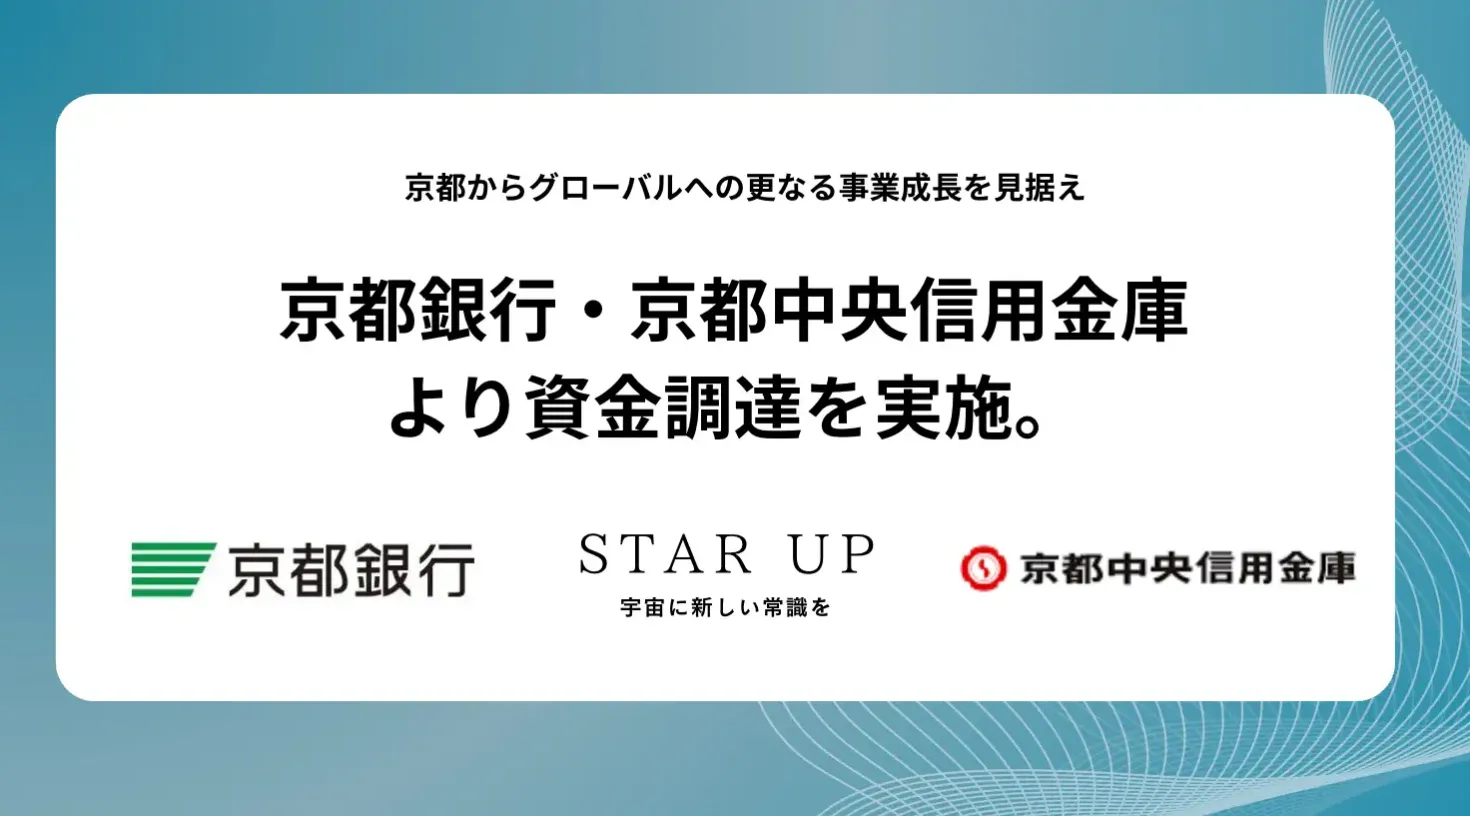 京都からグローバルへの更なる事業成長を見据え
京都銀行・京都中央信用金庫
より資金調達を実施。
京都銀行
STAR UP
宇宙に新しい常識を
京都中央信用金庫